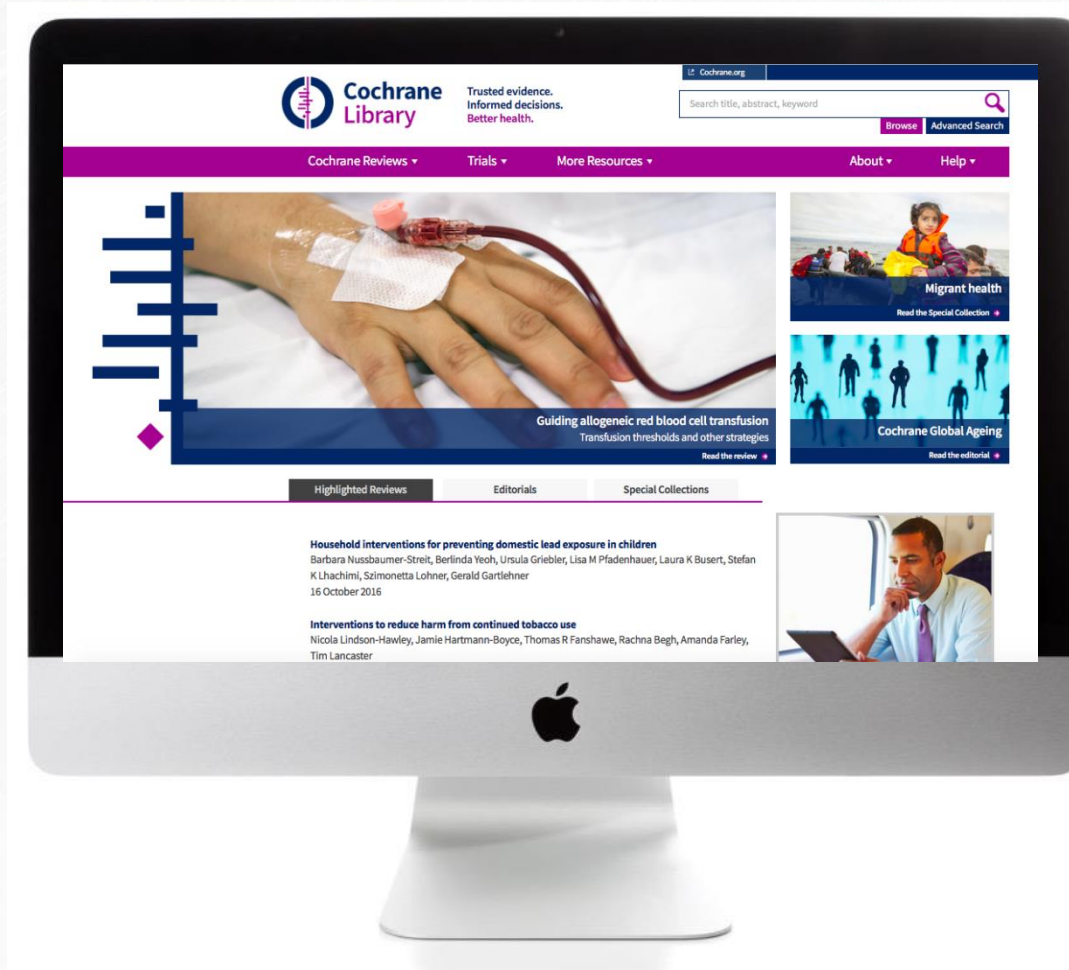 Cochrane.org
Cochrane
Library
Trusted evidence.
Informed decisions.
Better health.
Search title, abstract, keyword
Browse
Advanced Search
Cochrane Reviews
Trials
More Resources
About
Help
Migrant health
Read the Special Collection
Guiding allogeneic red blood cell transfusion
Transfusion thresholds and other strategies
Read the review
Cochrane Global Ageing
Read the editorial
Highlighted Reviews
Editorials
Special Collections
Household interventions for preventing domestic lead exposure in children
Barbara Nussbaumer-Streit, Berlinda Yeoh, Ursula Griebler, Lisa M Pfadenhauer, Laura K Busert, Stefan
K Lhachimi, Szimonetta Lohner, Gerald Gartlehner
16 October 2016
Interventions to reduce harm from continued tobacco use
Nicola Lindson-Hawley, Jamie Hartmann-Boyce, Thomas R Fanshawe, Rachna Begh, Amanda Farley,
Tim Lancaster